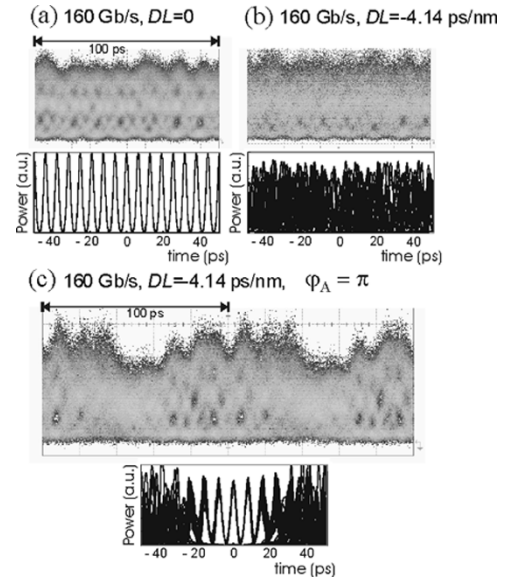 (a) 160 Gb/s, DL=0
100 ps
Power (a.u.)
- 40 - 20 0 20 40
time (ps)
(b) 160 Gb/s, DL=-4.14 ps/nm
Power (a.u.)
- 40 - 20 0 20 40
time (ps)
(c) 160 Gb/s, DL=-4.14 ps/nm, φA = π
100 ps
Power (a.u.)
- 40 - 20 0 20 40
time (ps)